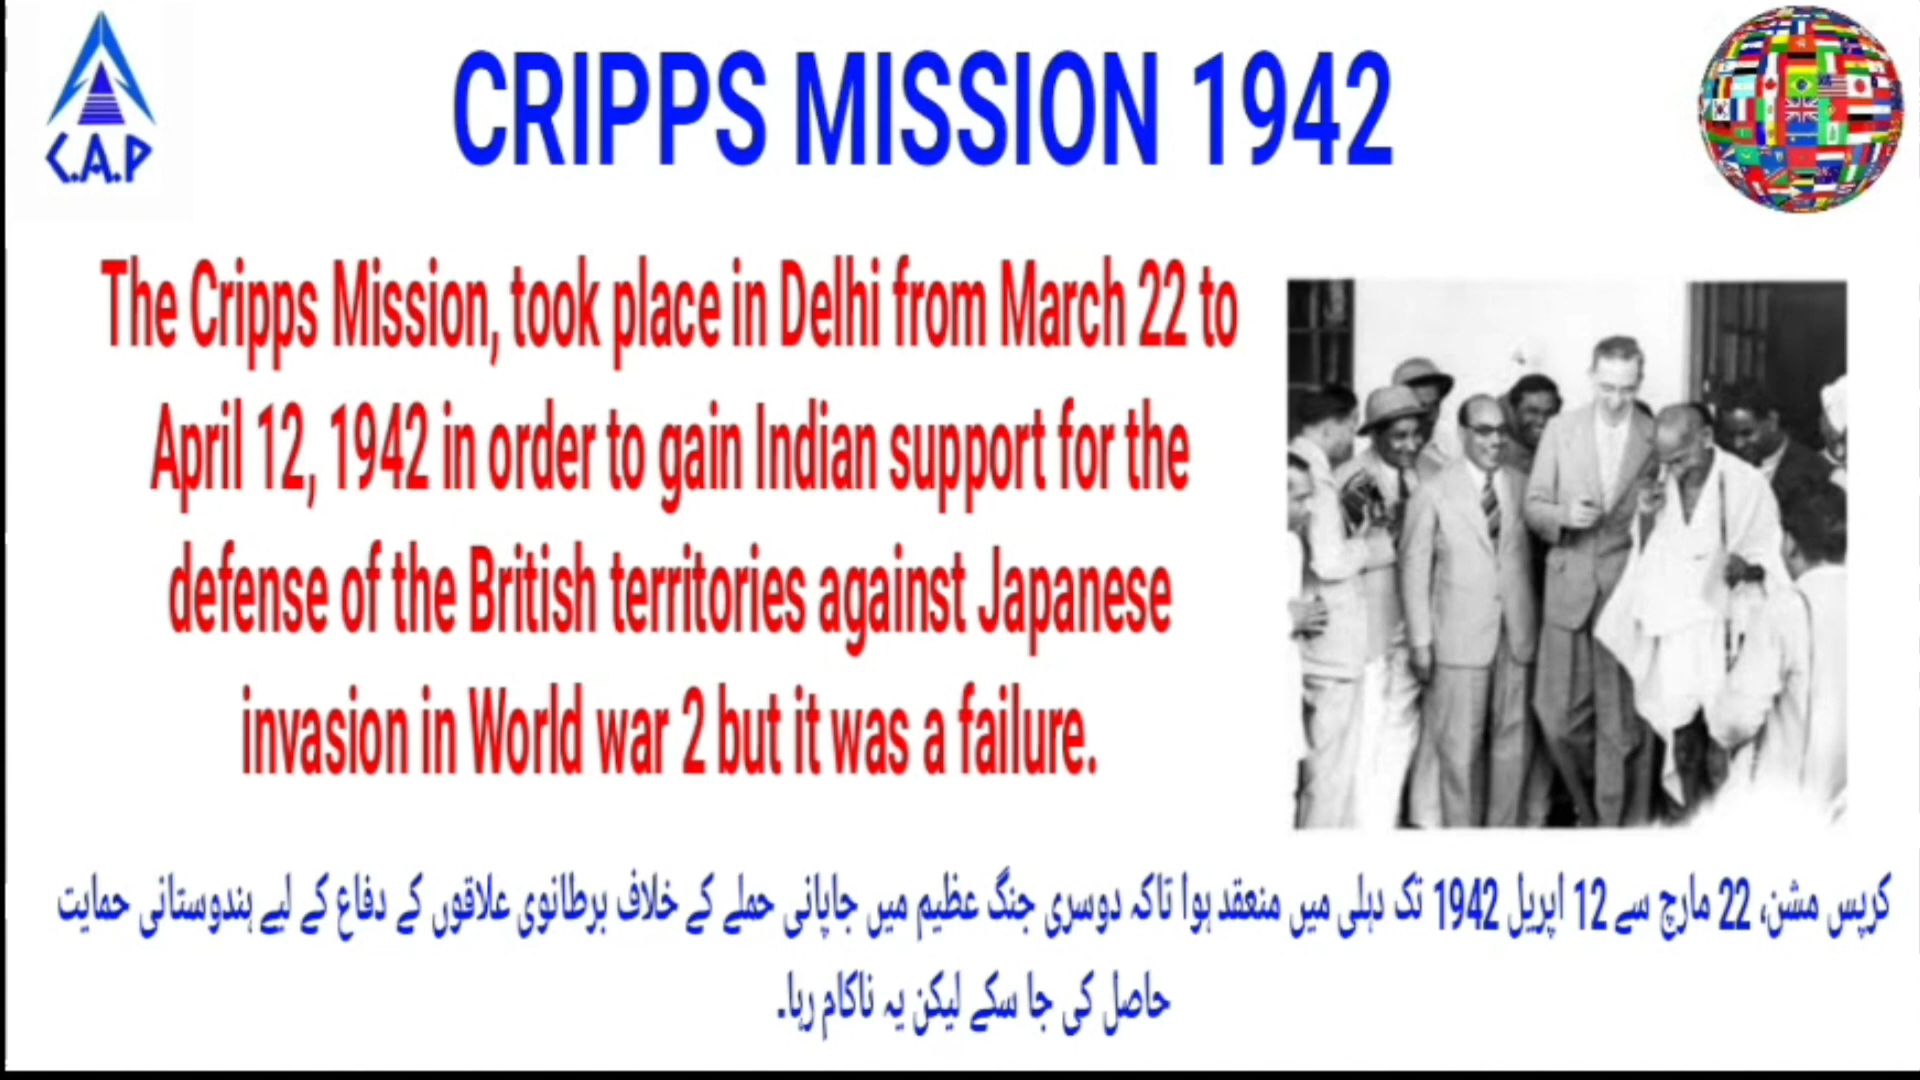 C.A.P
CRIPPS MISSION 1942
The Cripps Mission, took place in Delhi from March 22 to
April 12, 1942 in order to gain Indian support for the
defense of the British territories against Japanese
invasion in World war 2 but it was a failure.
کرپس مشن، 22 مارچ سے 12 اپریل 1942 تک دہلی میں منعقد ہوا تاکہ دوسری جنگ عظیم میں جاپانی حملے کے خلاف برطانوی علاقوں کے دفاع کے لیے ہندوستانی حمایت
حاصل کی جا سکے لیکن یہ ناکام رہا۔